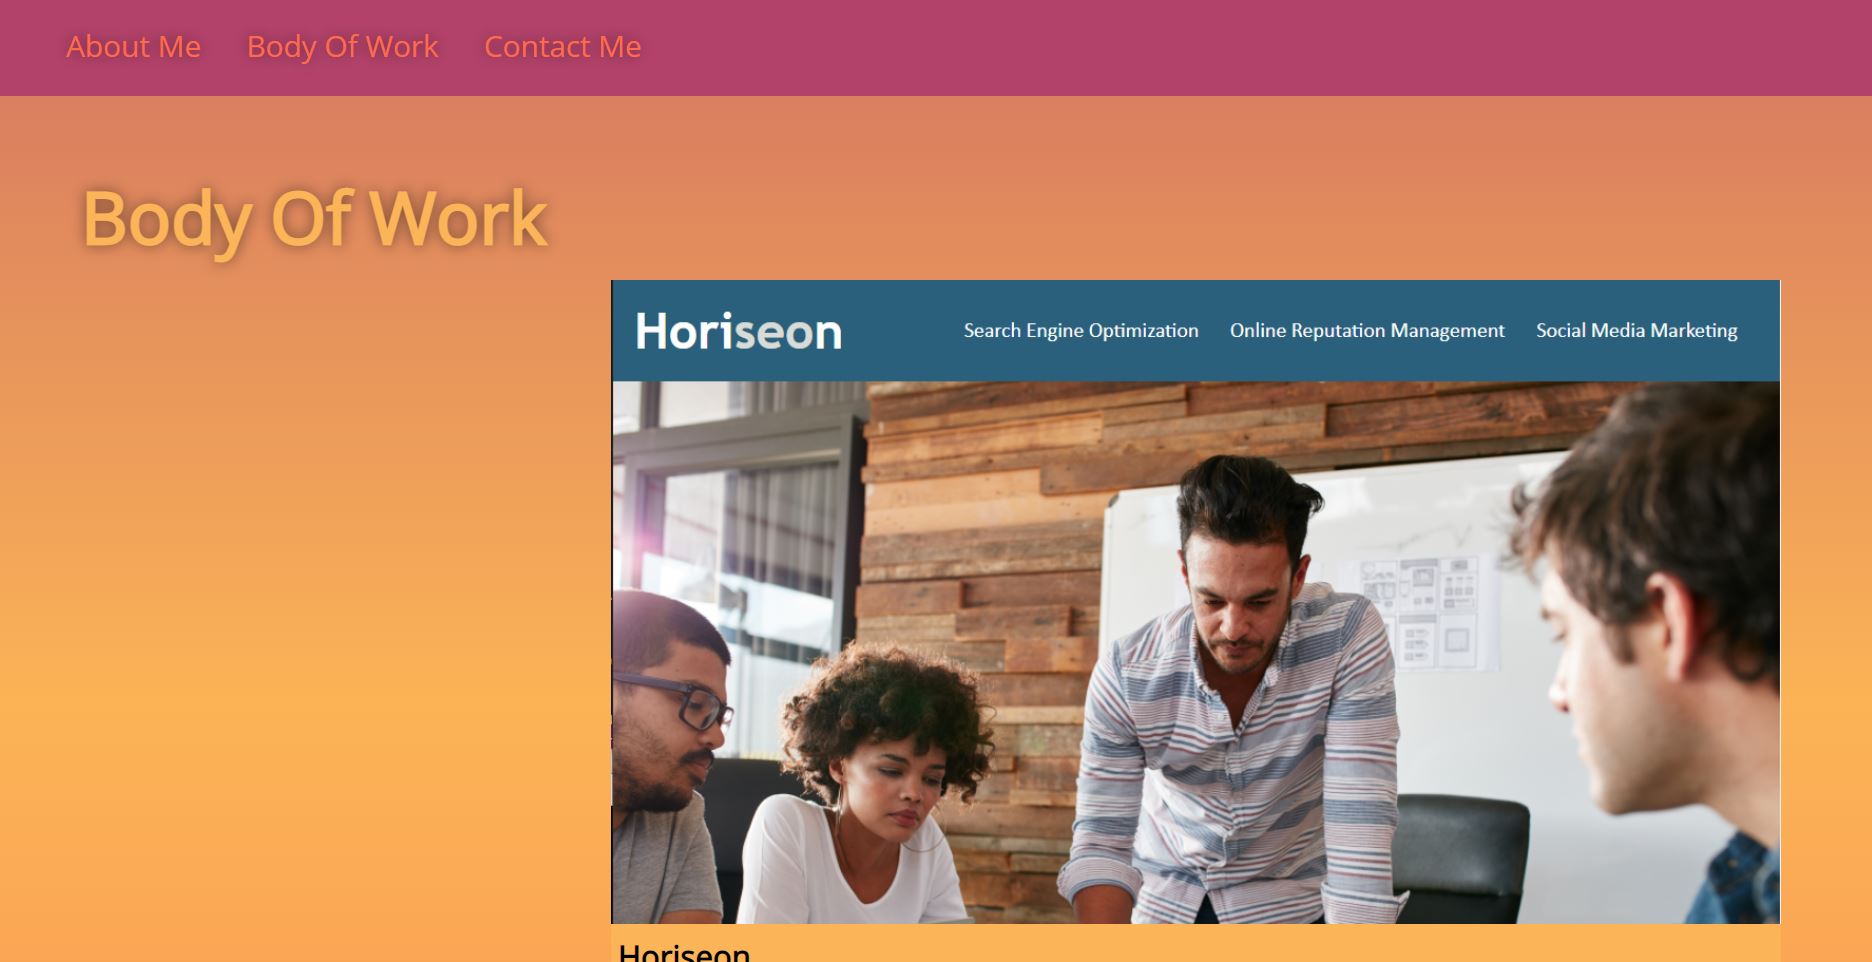 About Me Body Of Work Contact Me
Body Of Work
Horiseon Search Engine Optimization Online Reputation Management Social Media Marketing
Horiseon